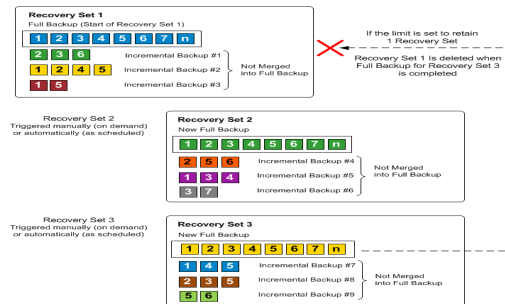 Recovery Set 1
Full Backup (Start of Recovery Set 1)
1 2 3 4 5 6 7 n
2 3 6 Incremental Backup #1
1 2 4 5 Incremental Backup #2
1 5 Incremental Backup #3
Not Merged
into Full Backup
If the limit is set to retain
1 Recovery Set
Recovery Set 1 is deleted when
Full Backup for Recovery Set 3
is completed
Recovery Set 2
Triggered manually (on demand)
or automatically (as scheduled)
Recovery Set 2
New Full Backup
1 2 3 4 5 6 7 n
2 5 6 Incremental Backup #4
1 3 4 Incremental Backup #5
3 7 Incremental Backup #6
Not Merged
into Full Backup
Recovery Set 3
Triggered manually (on demand)
or automatically (as scheduled)
Recovery Set 3
New Full Backup
1 2 3 4 5 6 7 n
1 4 5 Incremental Backup #7
2 3 5 Incremental Backup #8
5 6 Incremental Backup #9
Not Merged
into Full Backup